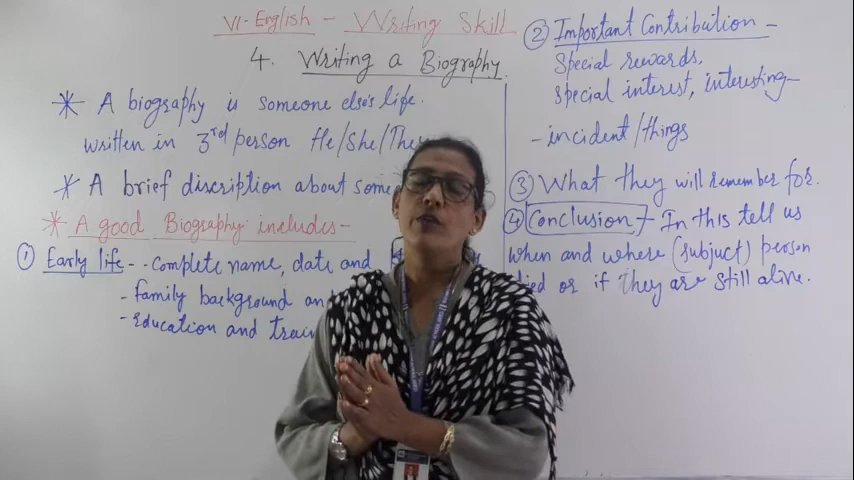 VI- English - Writing Skill
4. Writing a Biography
* A biography is someone else's life.
written in 3rd person He/She/They
* A brief discription about some
* A good Biography includes-
① Early life - - complete name, date and
- family background an
- education and train
② Important Contribution -
Special rewards,
special interest, interesting-
- incident/things
③ What they will remember for.
④ Conclusion - In this tell us
when and where (subjuct) person
died or if they are still alive.